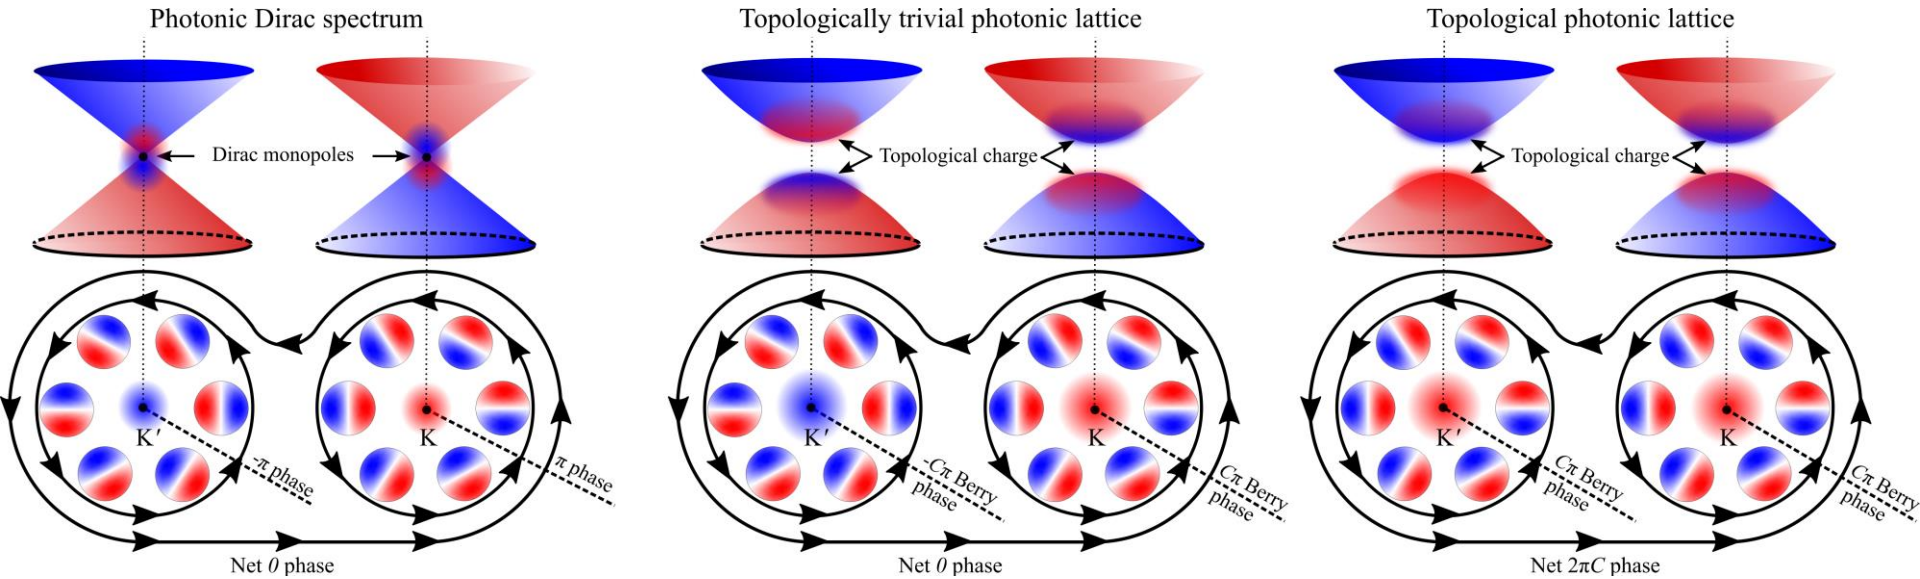 Photonic Dirac spectrum
Topologically trivial photonic lattice
Topological photonic lattice
Dirac monopoles
Topological charge
Topological charge
K′
-π phase
K
π phase
K′
-Cπ Berry
phase
K
Cπ Berry
phase
K′
Cπ Berry
phase
K
Cπ Berry
phase
Net 0 phase
Net 0 phase
Net 2πC phase